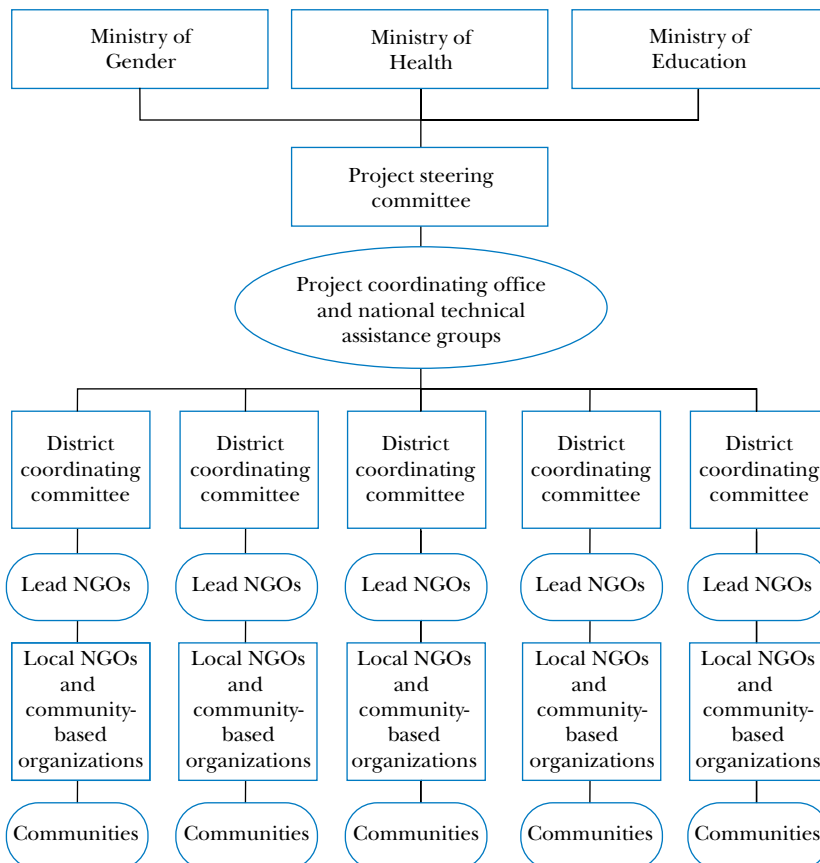 Ministry of
Gender
Ministry of
Health
Ministry of
Education
Project steering
committee
Project coordinating office
and national technical
assistance groups
District
coordinating
committee
District
coordinating
committee
District
coordinating
committee
District
coordinating
committee
District
coordinating
committee
Lead NGOs
Lead NGOs
Lead NGOs
Lead NGOs
Lead NGOs
Local NGOs
and
community-
based
organizations
Local NGOs
and
community-
based
organizations
Local NGOs
and
community-
based
organizations
Local NGOs
and
community-
based
organizations
Local NGOs
and
community-
based
organizations
Communities
Communities
Communities
Communities
Communities